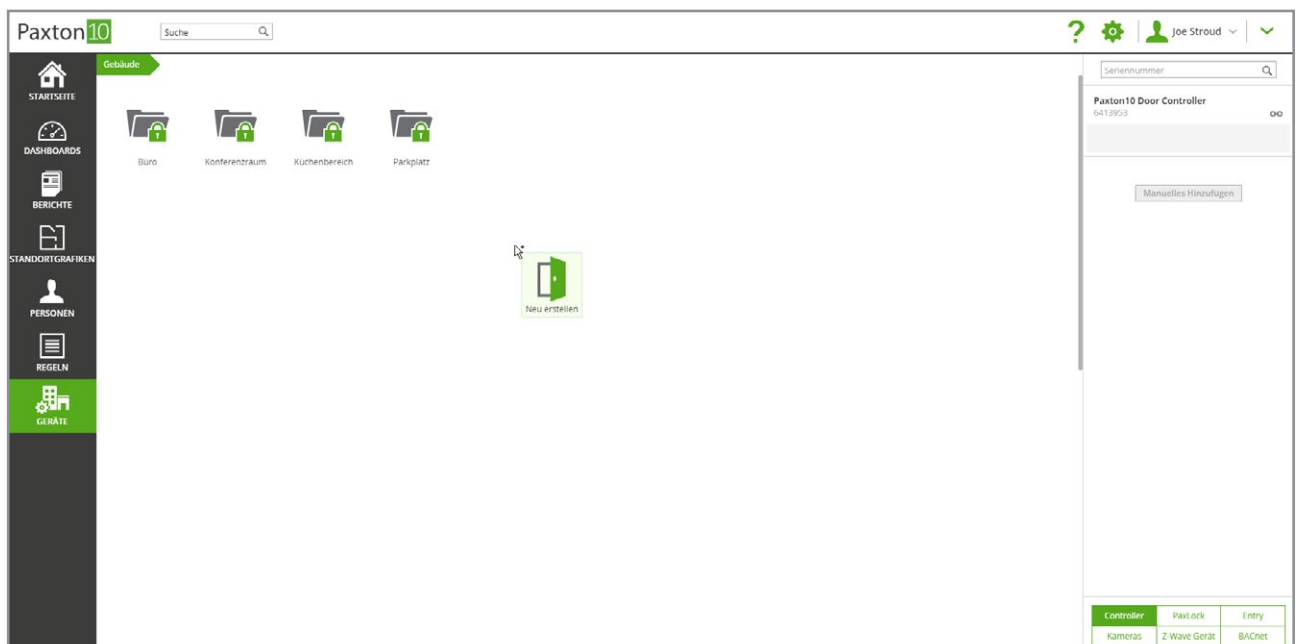 Paxton10
Suche
Joe Stroud
STARTSEITE
DASHBOARDS
BERICHTE
STANDORTGRAFIKEN
PERSONEN
REGELN
GERÄTE
Gebäude
Büro
Konferenzraum
Küchenbereich
Parkplatz
Neu erstellen
Seriennummer
Paxton10 Door Controller
6413953
Manuelles Hinzufügen
Controller PaxLock Entry
Kameras Z-Wave Gerät BACnet